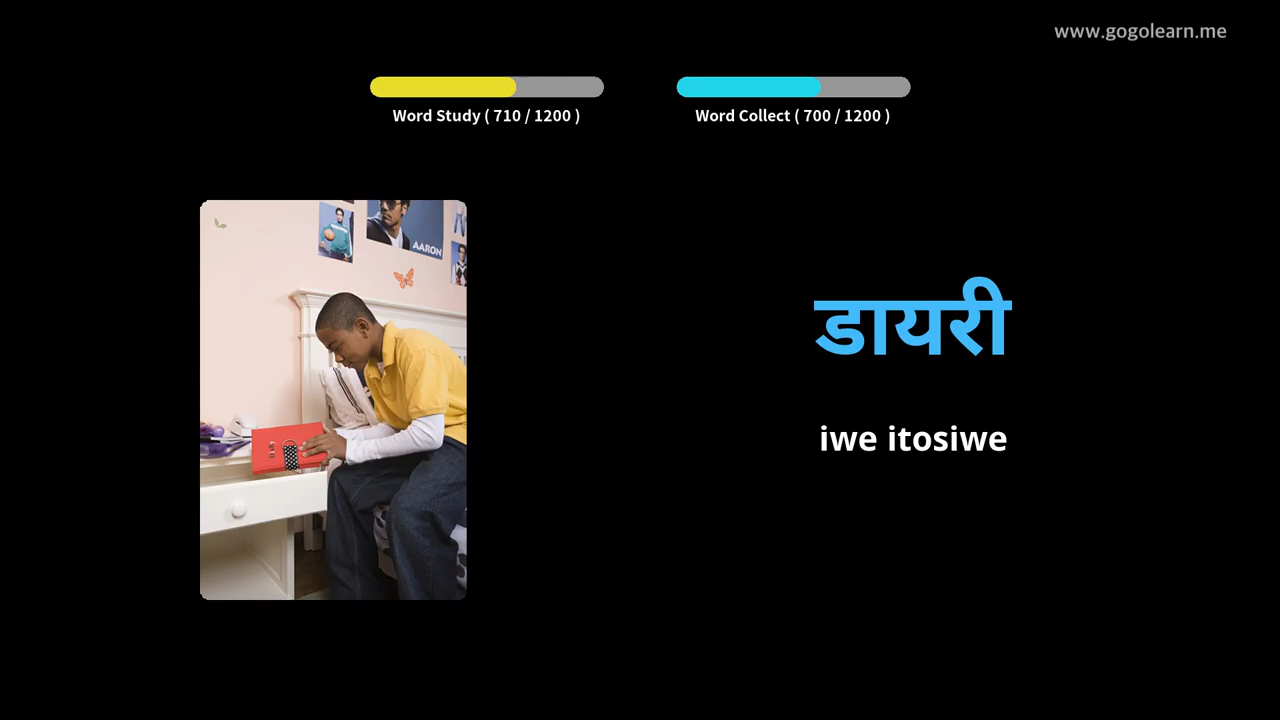 www.gogolearn.me
Word Study ( 710 / 1200 )
Word Collect ( 700 / 1200 )
AARON
डायरी
iwe itosiwe